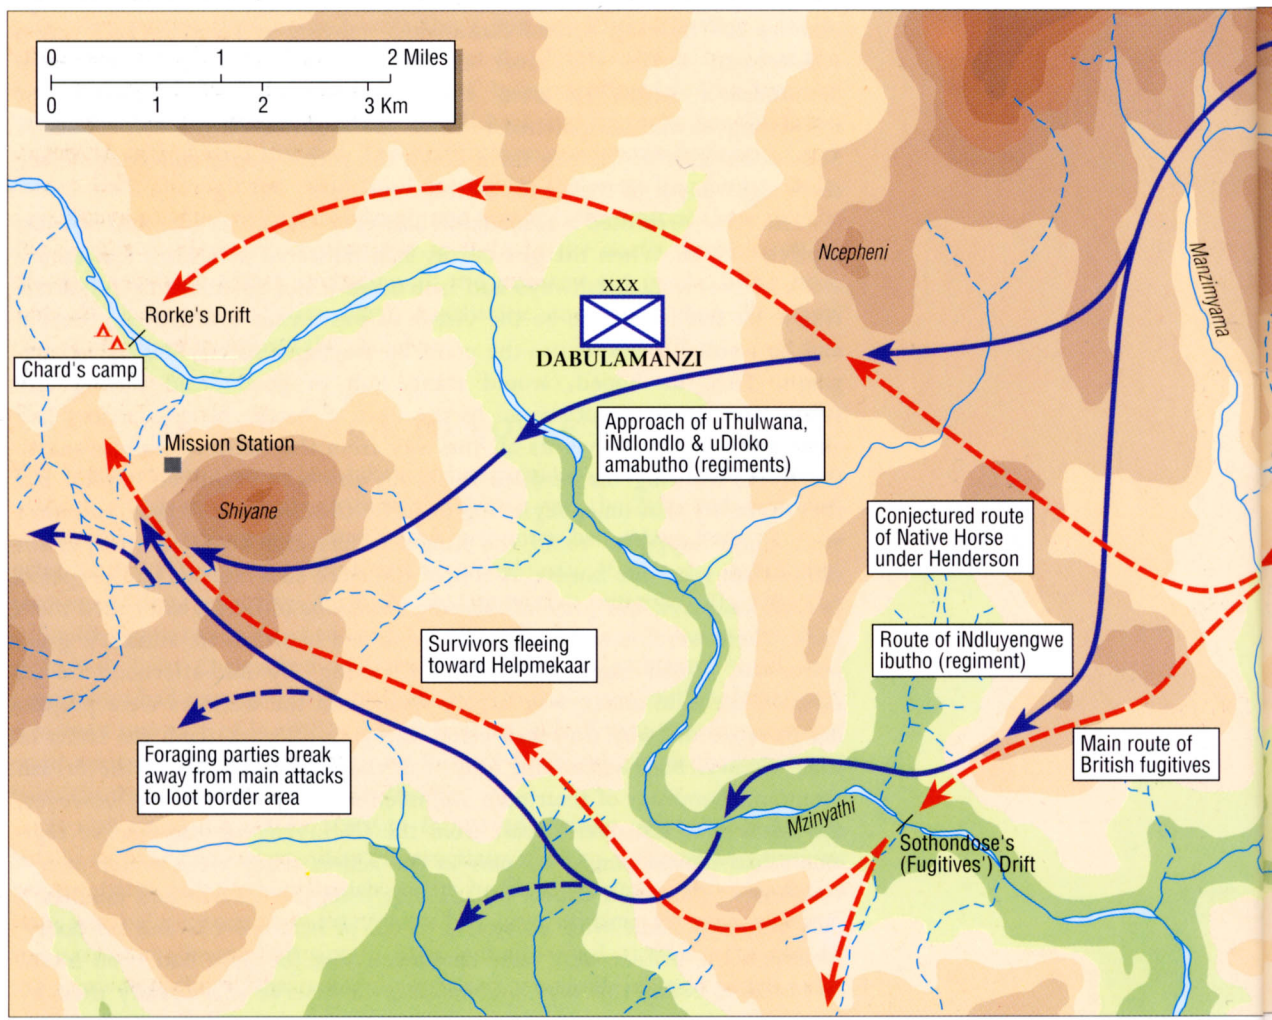 0 1 2 Miles
0 1 2 3 Km
Ncepheni
Manzimyama
XXX
DABULAMANZI
Rorke's Drift
Chard's camp
Approach of uThulwana,
iNdlondlo & uDloko
amabutho (regiments)
Mission Station
Shiyane
Conjectured route
of Native Horse
under Henderson
Survivors fleeing
toward Helpmekaar
Route of iNdluyengwe
ibutho (regiment)
Foraging parties break
away from main attacks
to loot border area
Main route of
British fugitives
Mzinyathi
Sothondose's
(Fugitives') Drift